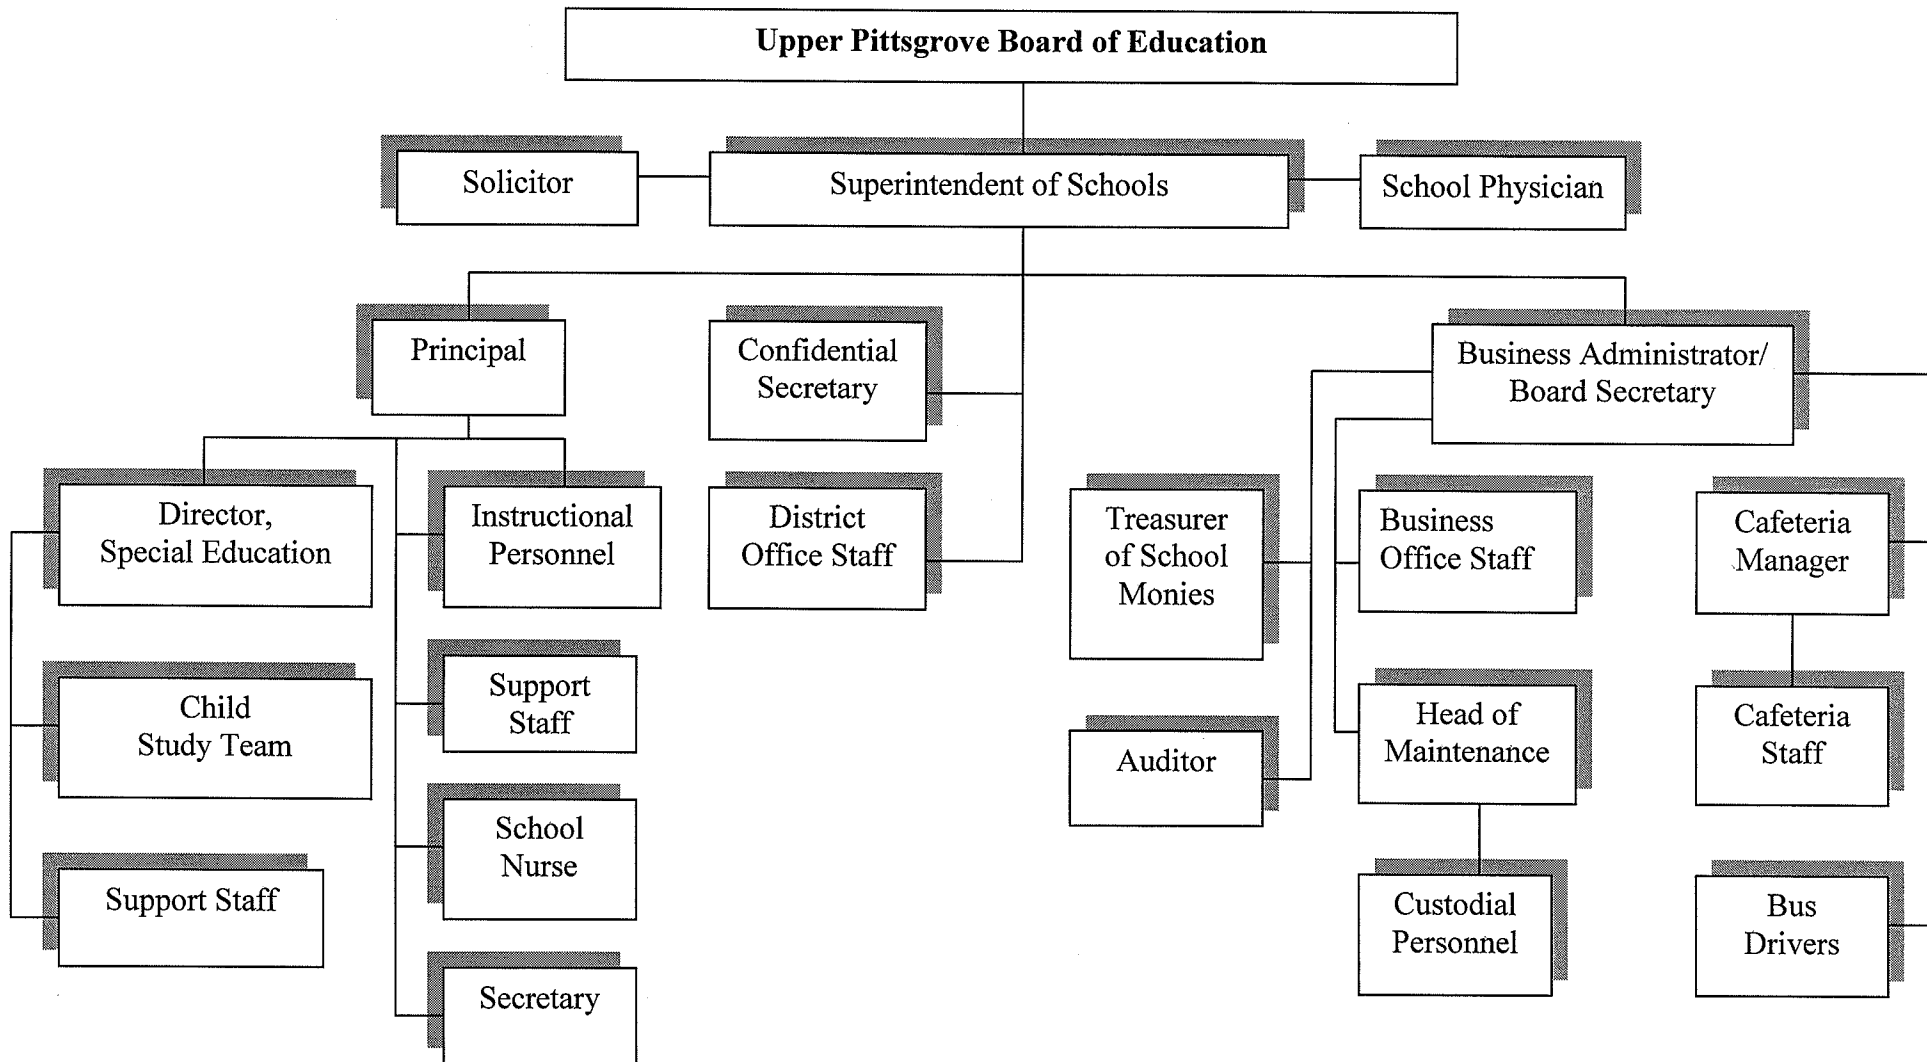 Upper Pittsgrove Board of Education
Solicitor
Superintendent of Schools
School Physician
Principal
Confidential
Secretary
Business Administrator/
Board Secretary
Director,
Special Education
Instructional
Personnel
District
Office Staff
Treasurer
of School
Monies
Business
Office Staff
Cafeteria
Manager
Child
Study Team
Support
Staff
Auditor
Head of
Maintenance
Cafeteria
Staff
Support Staff
School
Nurse
Custodial
Personnel
Bus
Drivers
Secretary